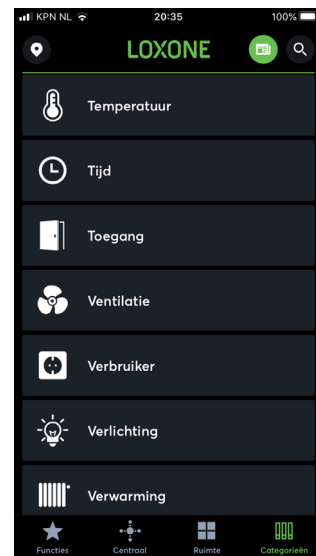 KPN NL 20:35 100%
LOXONE
Temperatuur
Tijd
Toegang
Ventilatie
Verbruiker
Verlichting
Verwarming
Functies Centraal Ruimte Categorieën